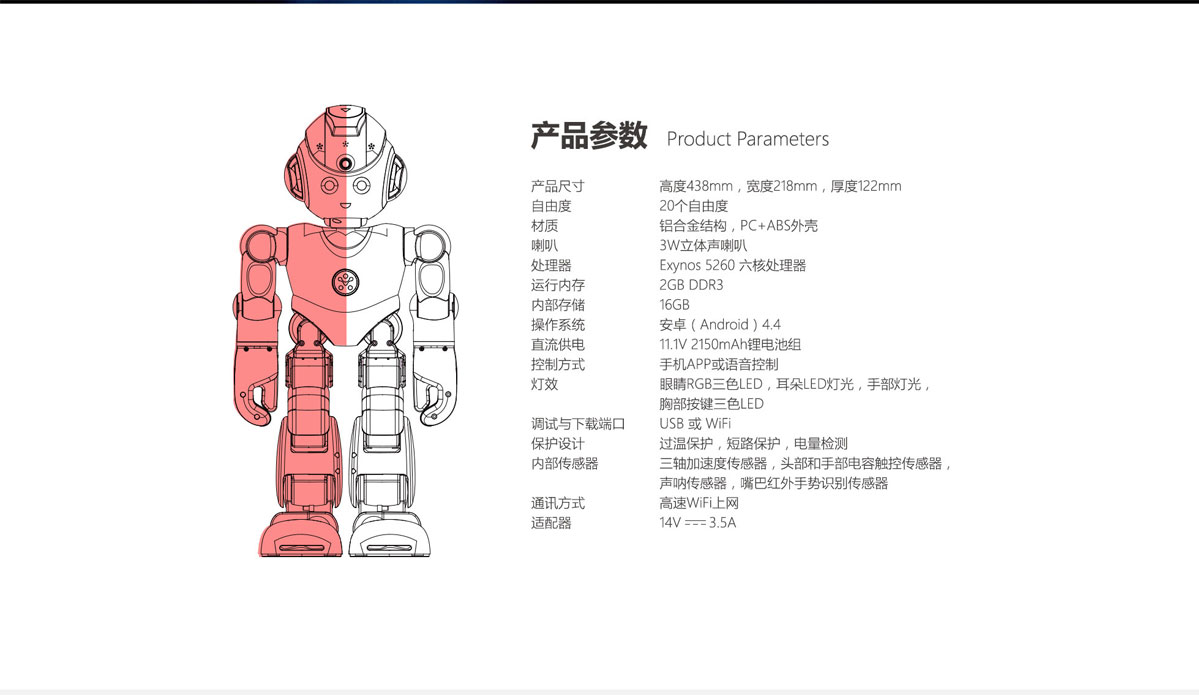 产品参数 Product Parameters
产品尺寸 高度438mm，宽度218mm，厚度122mm
自由度 20个自由度
材质 铝合金结构，PC+ABS外壳
喇叭 3W立体声喇叭
处理器 Exynos 5260 六核处理器
运行内存 2GB DDR3
内部存储 16GB
操作系统 安卓（Android）4.4
直流供电 11.1V 2150mAh锂电池组
控制方式 手机APP或语音控制
灯效 眼睛RGB三色LED，耳朵LED灯光，手部灯光，
胸部按键三色LED
调试与下载端口 USB 或 WiFi
保护设计 过温保护，短路保护，电量检测
内部传感器 三轴加速度传感器，头部和手部电容触控传感器，
声呐传感器，嘴巴红外手势识别传感器
通讯方式 高速WiFi上网
适配器 14V ⎓ 3.5A